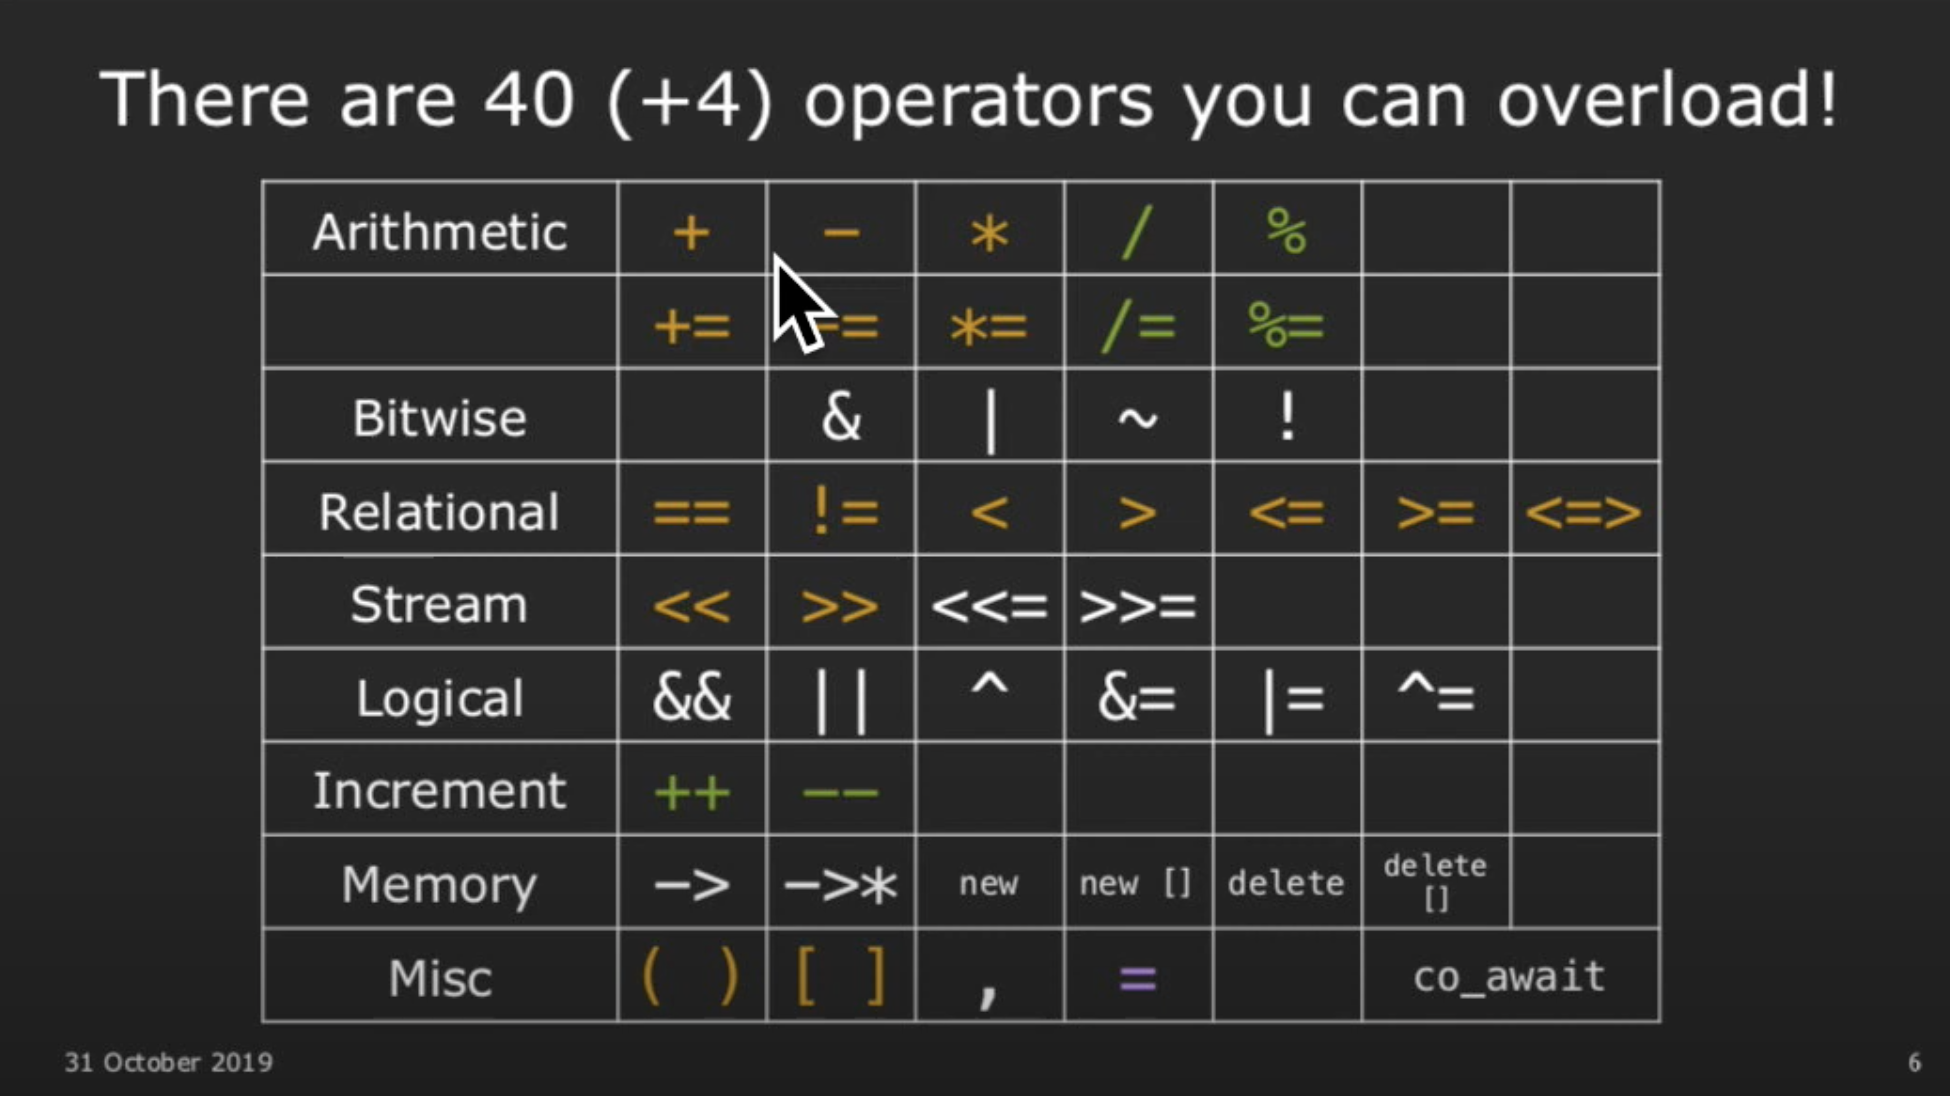 There are 40 (+4) operators you can overload!
Arithmetic + − * / %
+= −= *= /= %=
Bitwise & | ~ !
Relational == != < > <= >= <=>
Stream << >> <<= >>=
Logical && || ^ &= |= ^=
Increment ++ −−
Memory −> −>* new new [] delete delete []
Misc ( ) [ ] , = co_await
31 October 2019
6